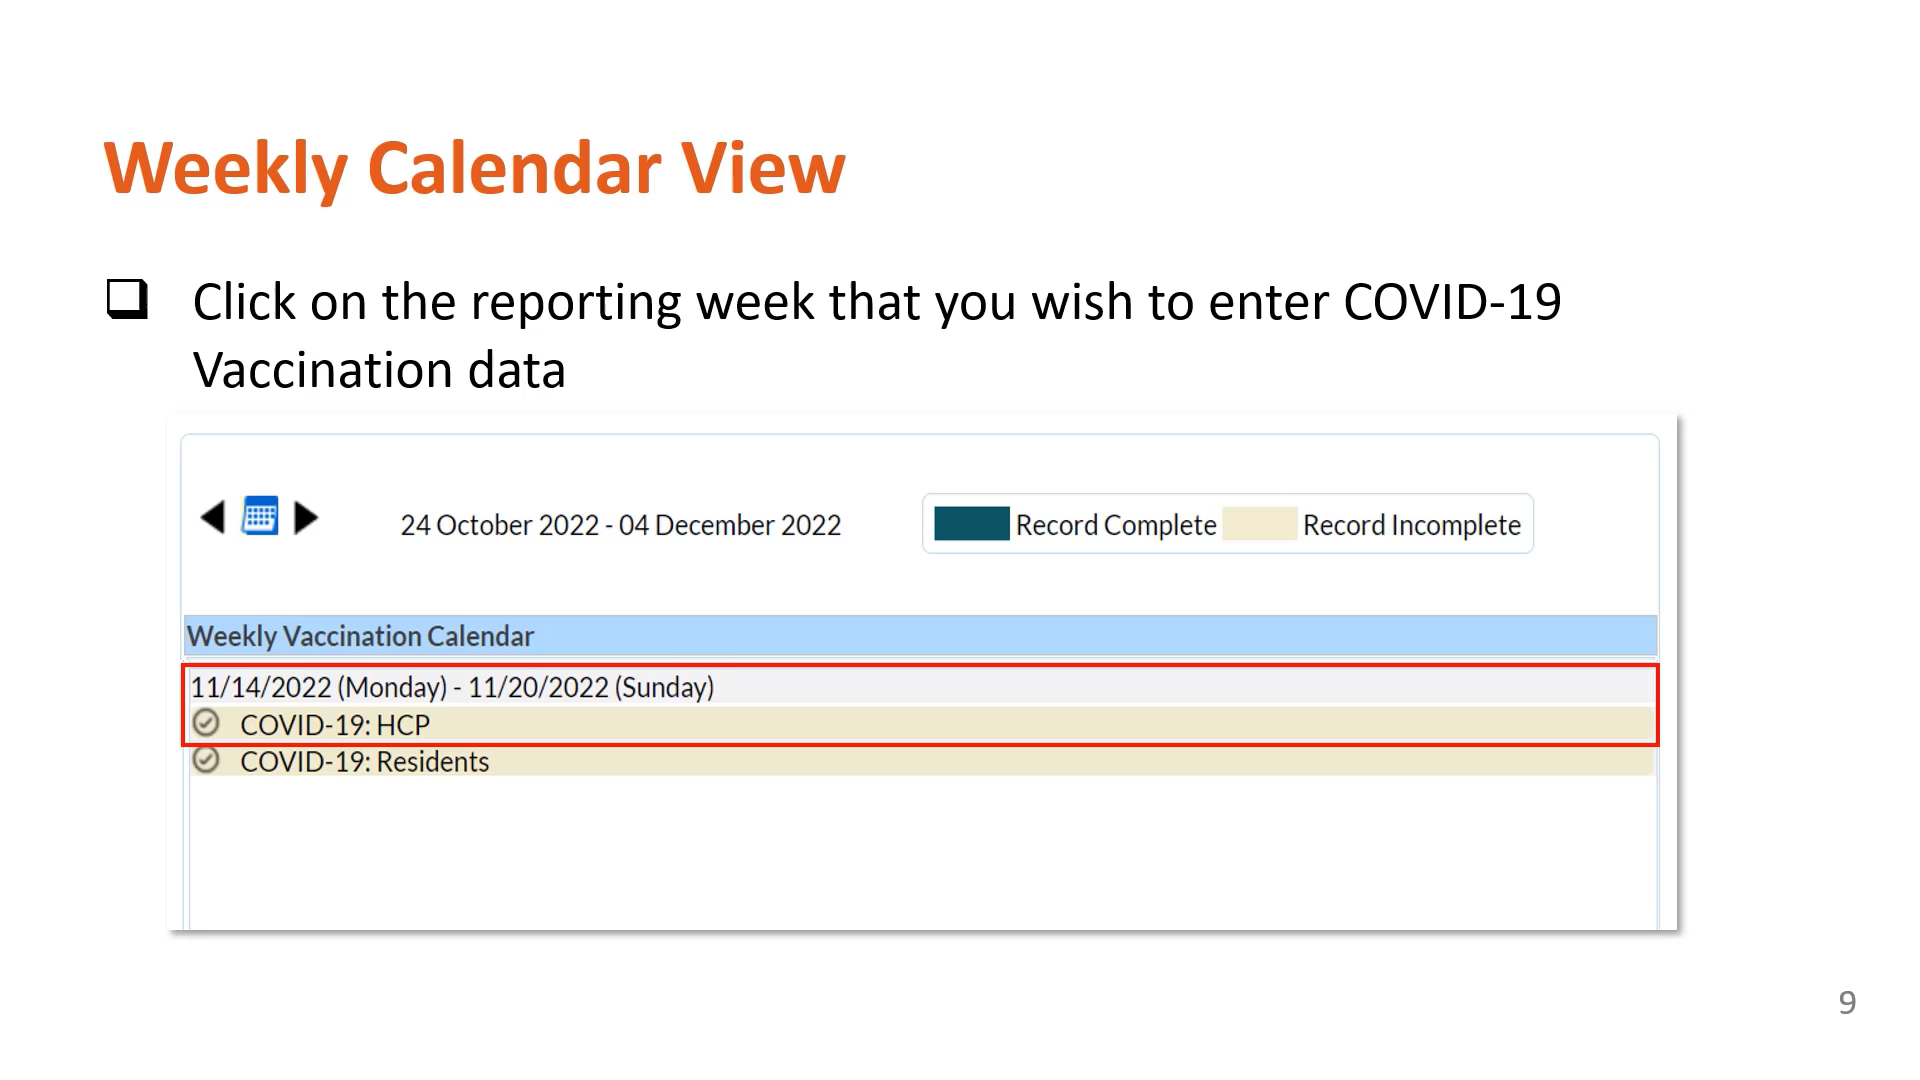 Weekly Calendar View
Click on the reporting week that you wish to enter COVID-19
Vaccination data
24 October 2022 - 04 December 2022
Record Complete
Record Incomplete
Weekly Vaccination Calendar
11/14/2022 (Monday) - 11/20/2022 (Sunday)
COVID-19: HCP
COVID-19: Residents
9